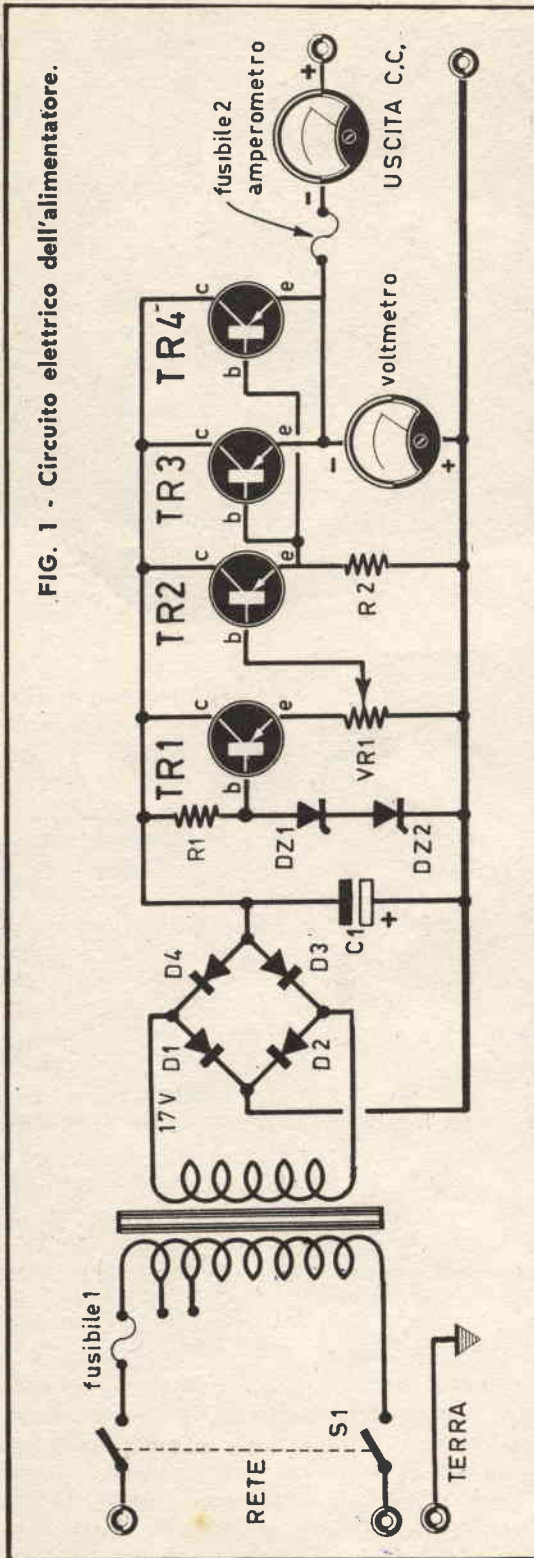 FIG. 1 - Circuito elettrico dell'alimentatore.
fusibile 1
RETE
S1
TERRA
17V
D1
D4
D2
D3
C1
+
R1
DZ1
DZ2
TR1
b
c
e
VR1
TR2
b
c
e
R2
TR3
b
c
e
TR4
b
c
e
fusibile 2
amperometro
-
+
USCITA C.C.
-
voltmetro
+